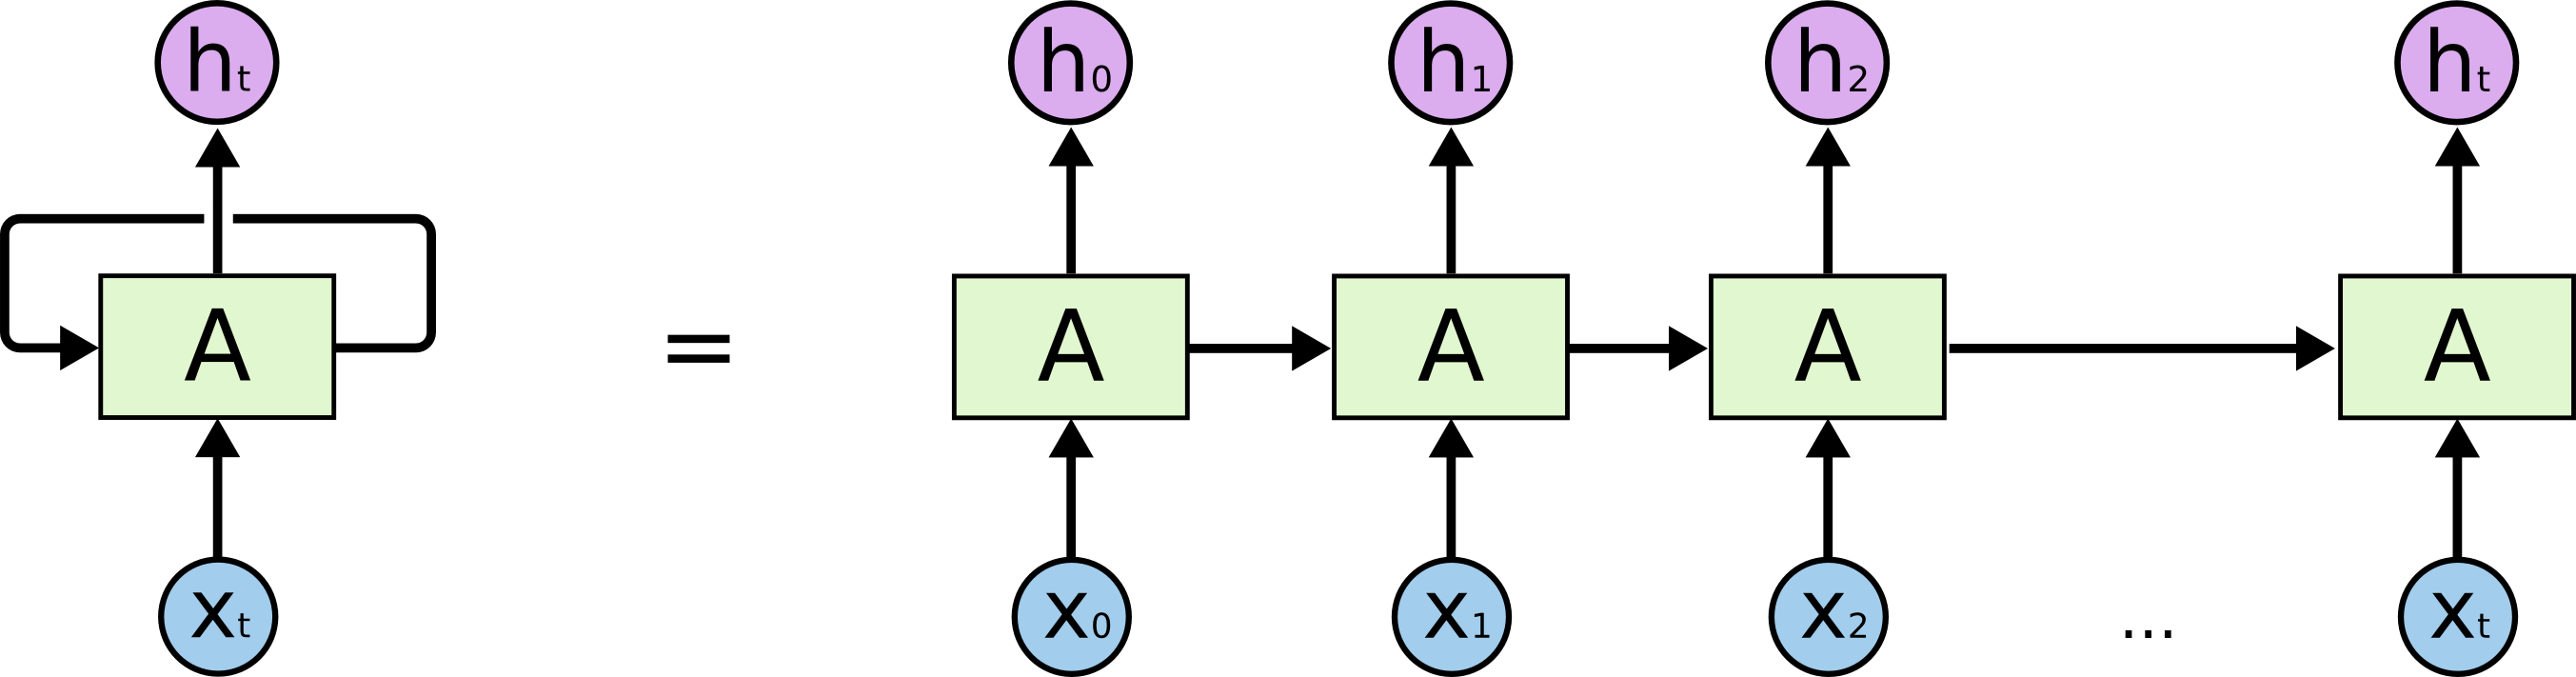 ht h0 h1 h2 ht
A = A A A A
xt x0 x1 x2 ... xt